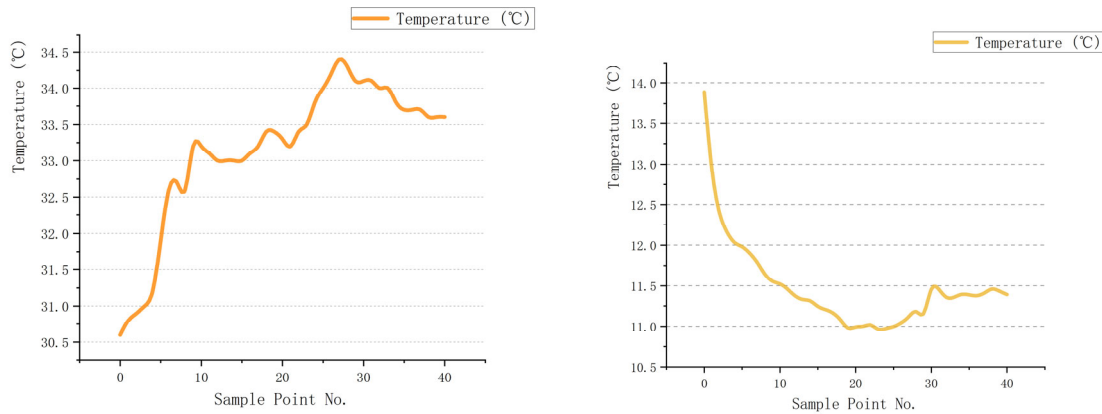 Temperature (℃)
34.5
34.0
33.5
33.0
32.5
32.0
31.5
31.0
30.5
Temperature (℃)
0 10 20 30 40
Sample Point No.
Temperature (℃)
14.0
13.5
13.0
12.5
12.0
11.5
11.0
10.5
Temperature (℃)
0 10 20 30 40
Sample Point No.